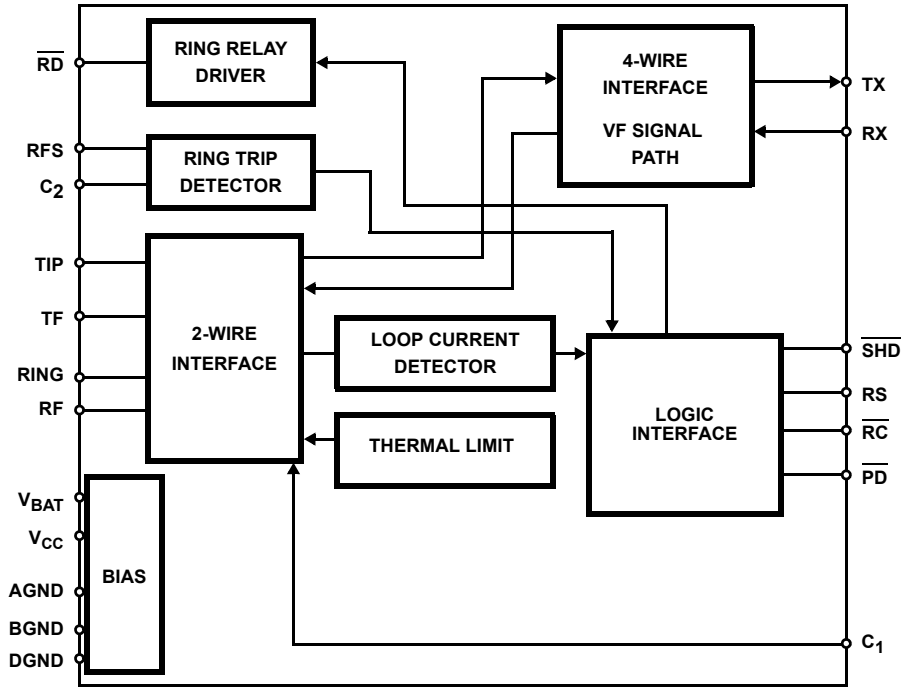 RD
RFS
C2
TIP
TF
RING
RF
VBAT
VCC
AGND
BGND
DGND
RING RELAY
DRIVER
RING TRIP
DETECTOR
2-WIRE
INTERFACE
BIAS
LOOP CURRENT
DETECTOR
THERMAL LIMIT
4-WIRE
INTERFACE
VF SIGNAL
PATH
LOGIC
INTERFACE
TX
RX
SHD
RS
RC
PD
C1